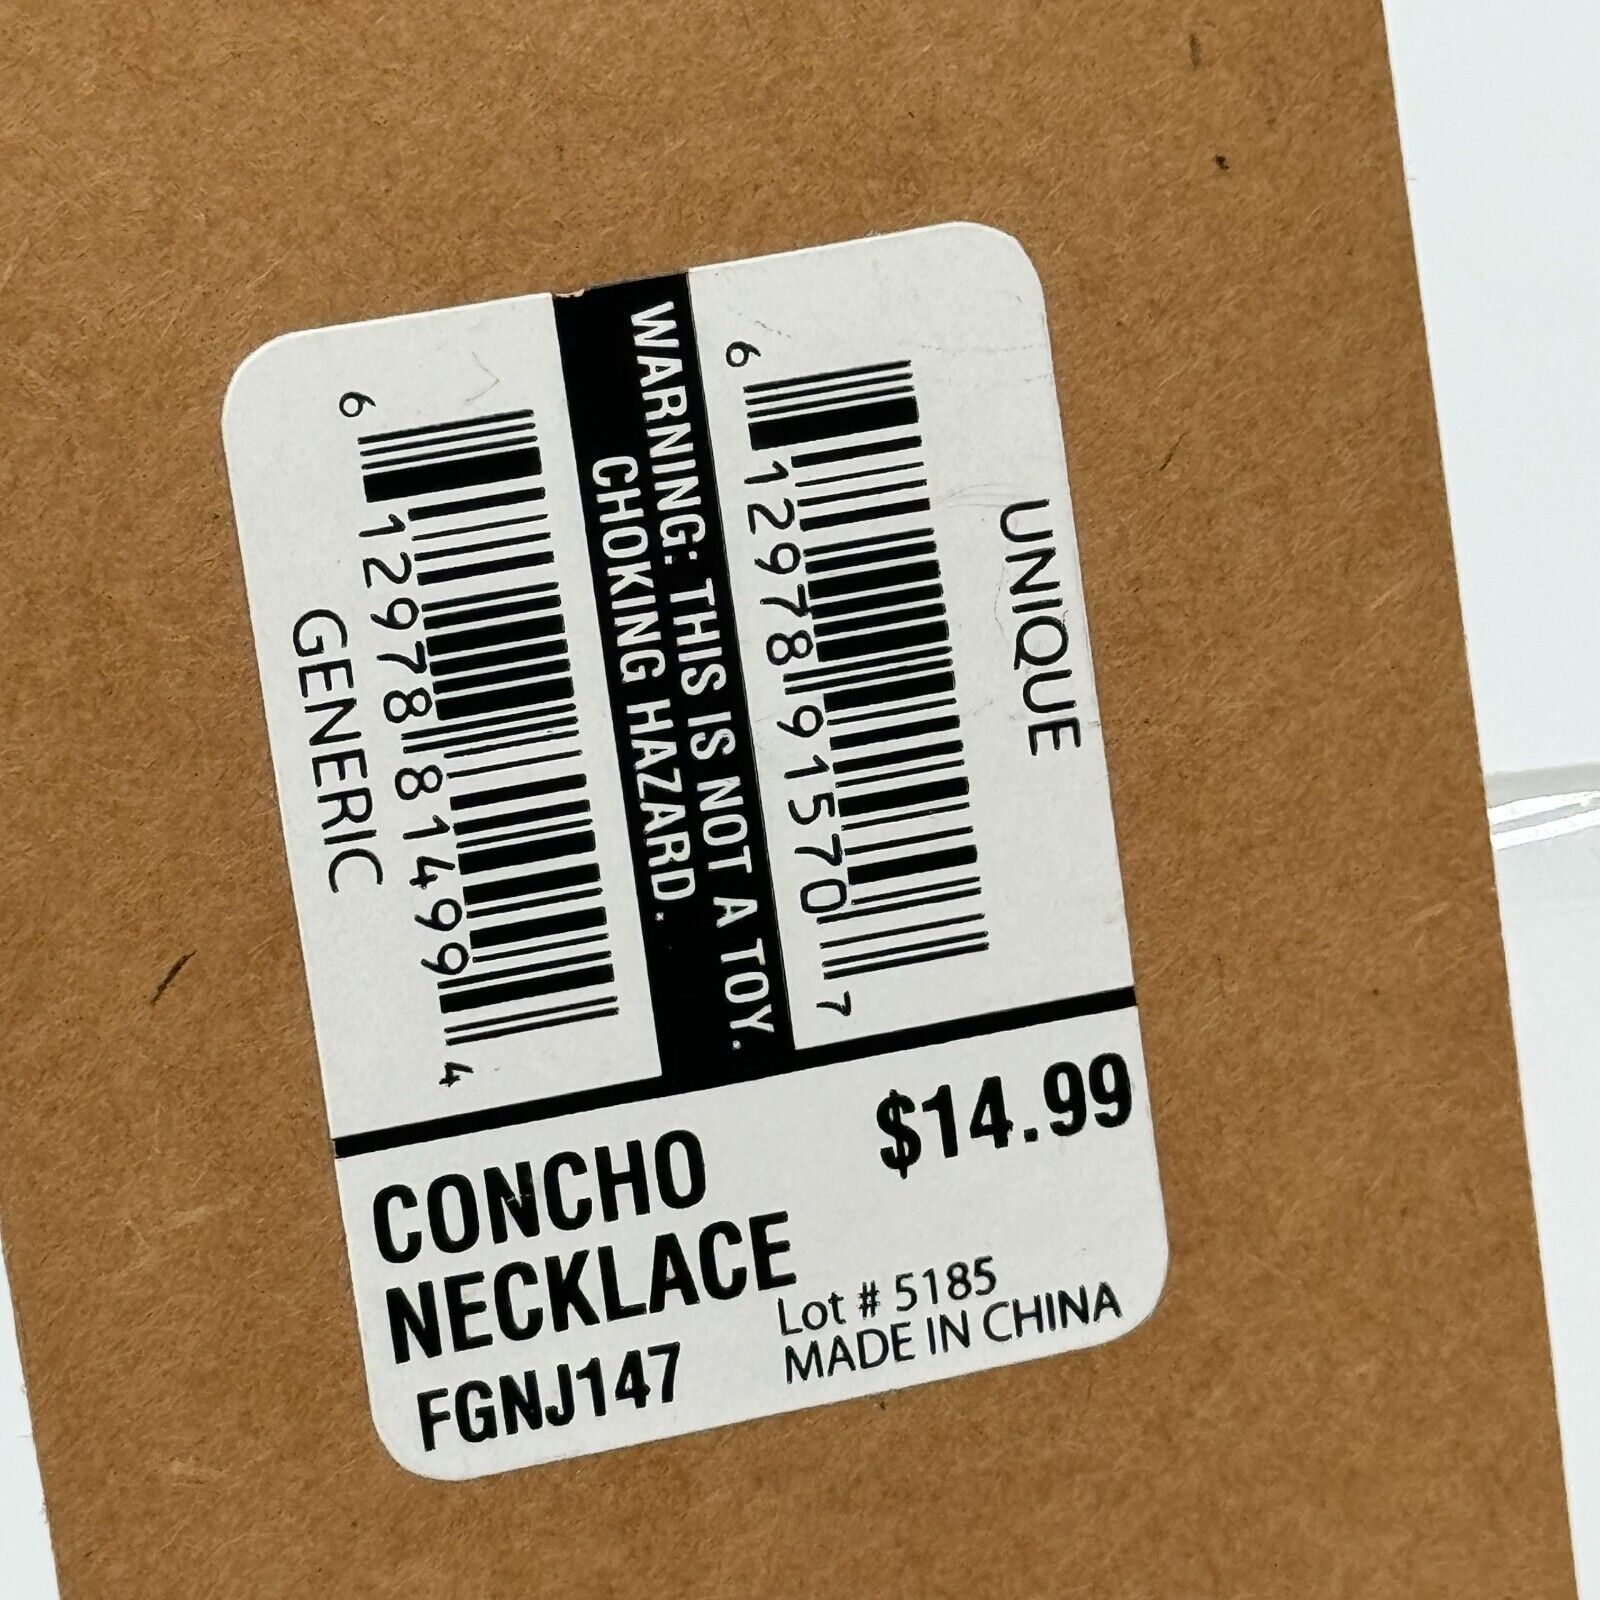 UNIQUE
6 12978 91570 7
WARNING: THIS IS NOT A TOY.
CHOKING HAZARD.
6 12978 81499 4
GENERIC
$14.99
CONCHO
NECKLACE
FGNJ147
Lot # 5185
MADE IN CHINA